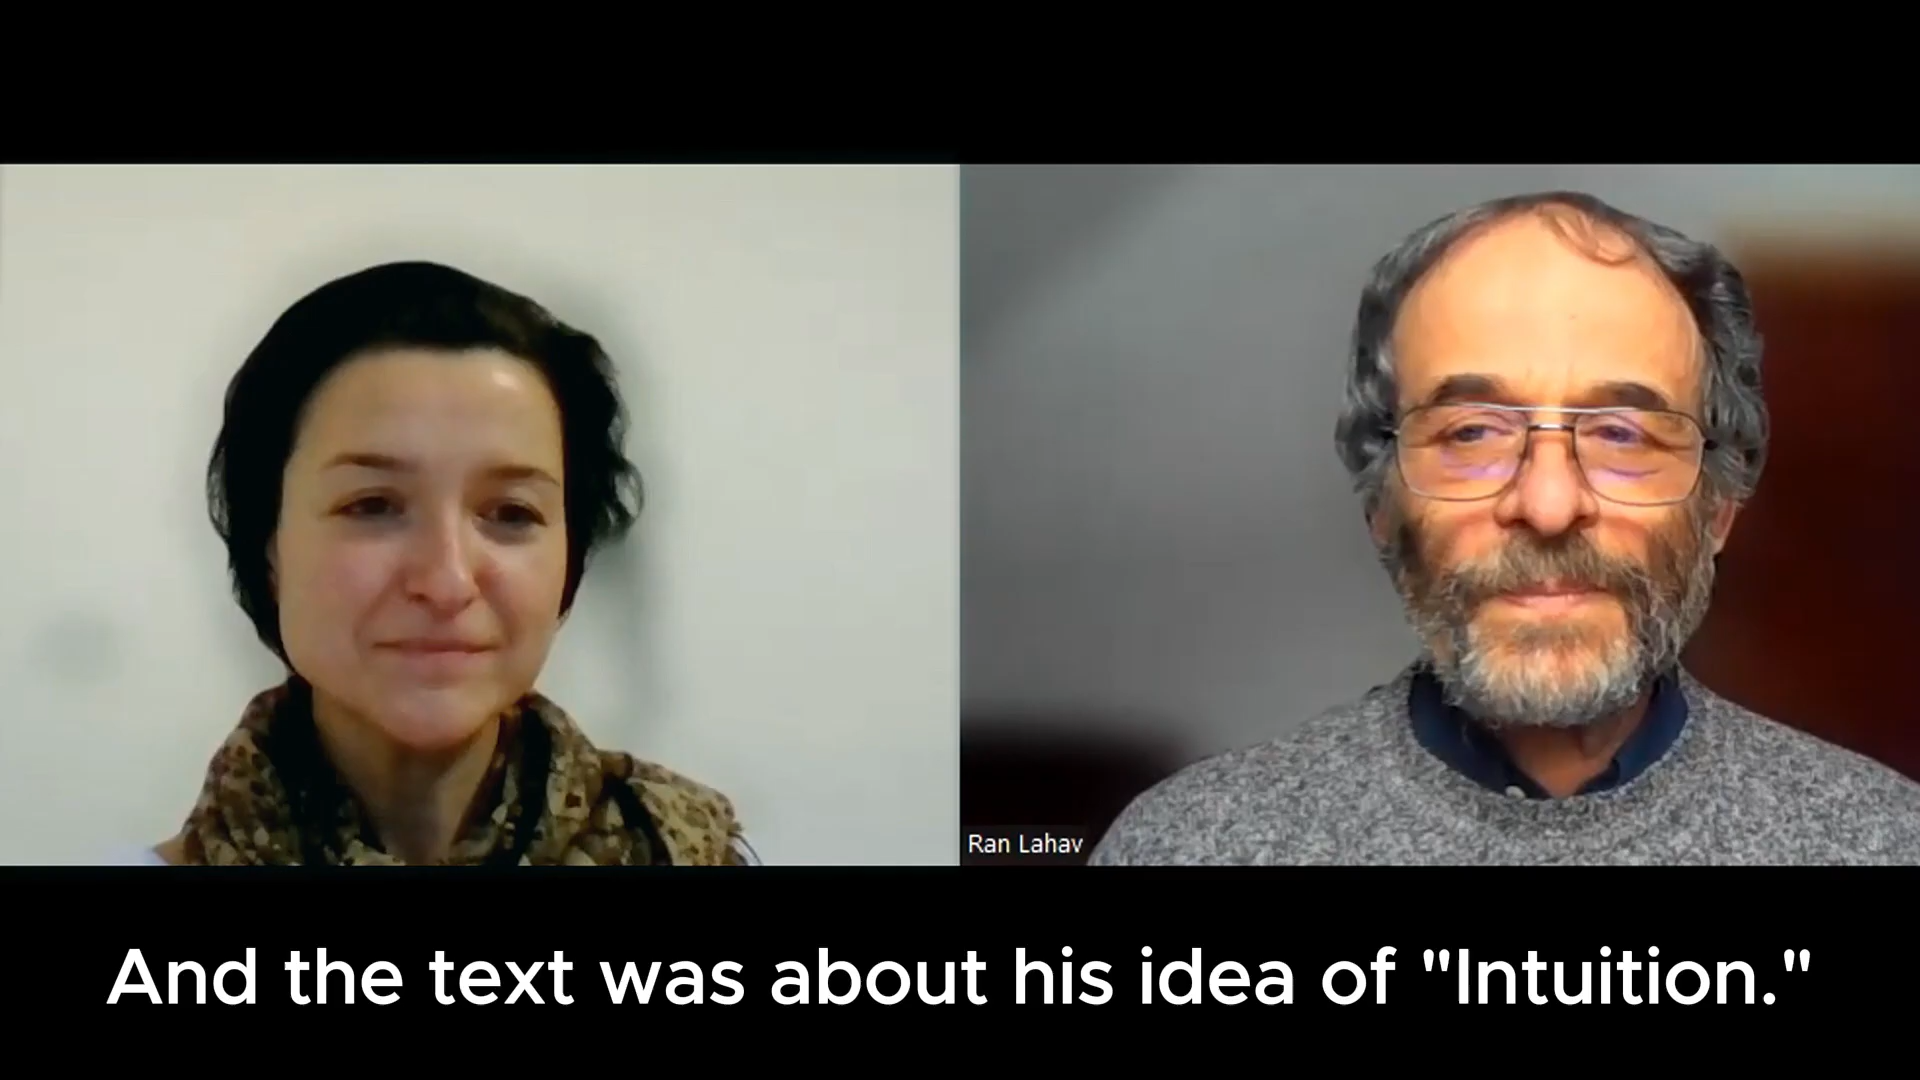 Ran Lahav
And the text was about his idea of "Intuition."